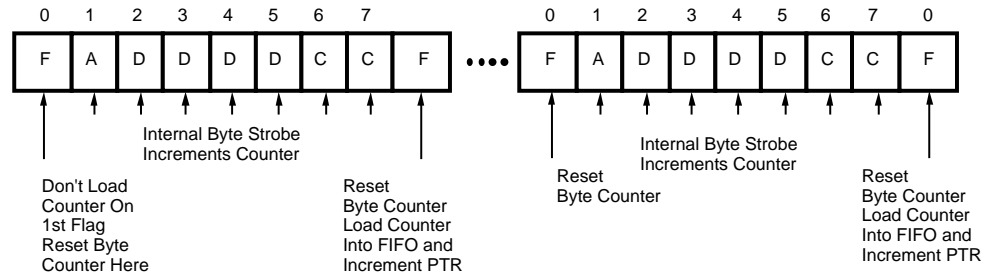 0 1 2 3 4 5 6 7 0 1 2 3 4 5 6 7 0
F A D D D D C C F •••• F A D D D D C C F
Internal Byte Strobe
Increments Counter
Internal Byte Strobe
Increments Counter
Don't Load
Counter On
1st Flag
Reset Byte
Counter Here
Reset
Byte Counter
Load Counter
Into FIFO and
Increment PTR
Reset
Byte Counter
Reset
Byte Counter
Load Counter
Into FIFO and
Increment PTR